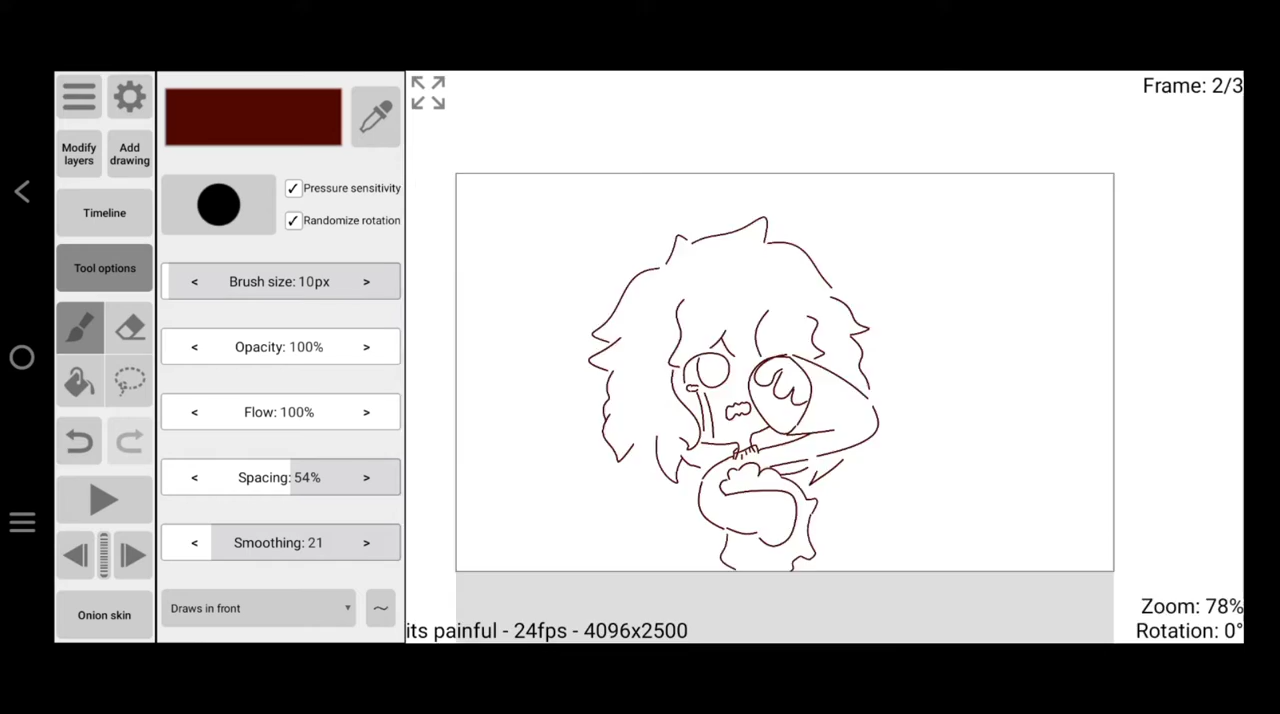 Frame: 2/3
Modify
layers
Add
drawing
Pressure sensitivity
Timeline
Randomize rotation
Tool options
< Brush size: 10px >
< Opacity: 100% >
< Flow: 100% >
< Spacing: 54% >
< Smoothing: 21 >
Onion skin
Draws in front
Zoom: 78%
its painful - 24fps - 4096x2500
Rotation: 0°